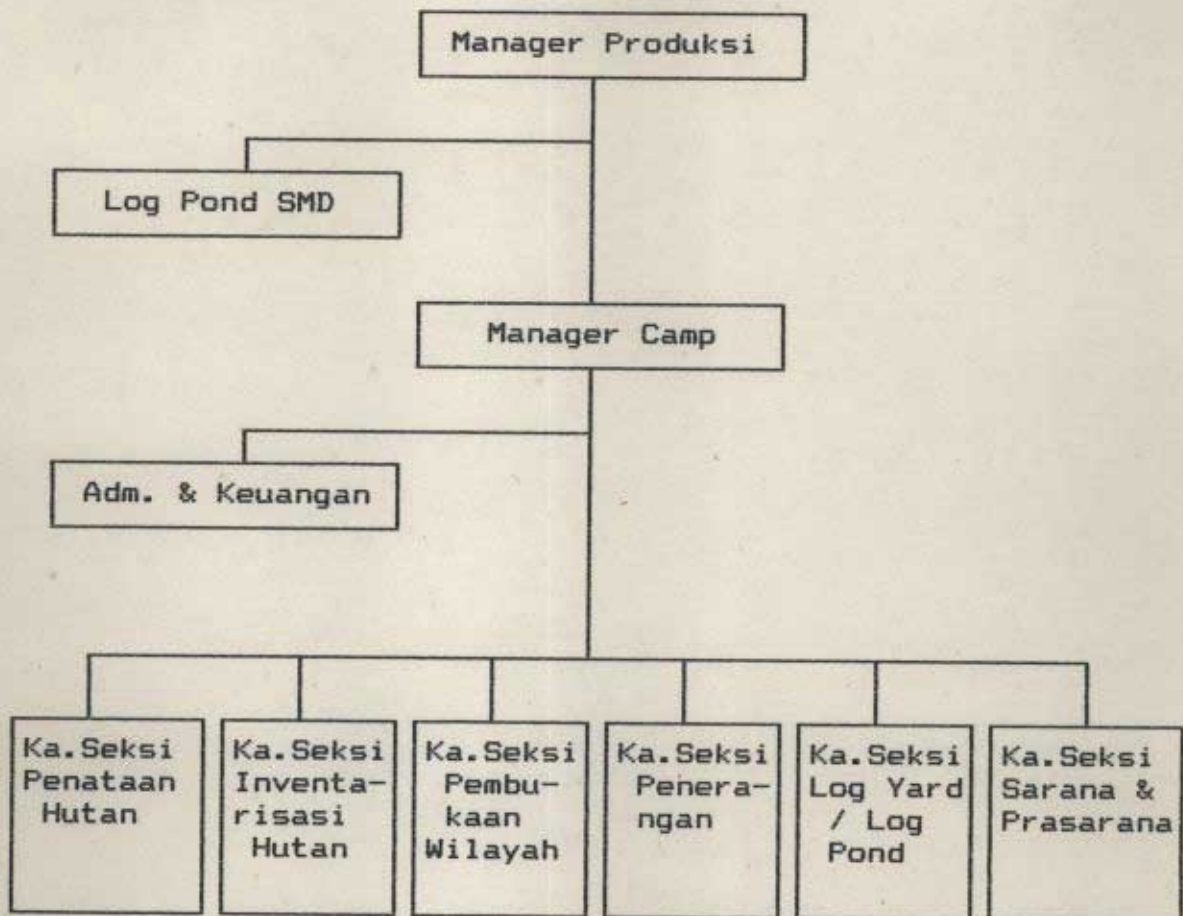 Manager Produksi
Log Pond SMD
Manager Camp
Adm. & Keuangan
Ka.Seksi
Penataan
Hutan
Ka.Seksi
Inventa-
risasi
Hutan
Ka.Seksi
Pembu-
kaan
Wilayah
Ka.Seksi
Penera-
ngan
Ka.Seksi
Log Yard
/ Log
Pond
Ka.Seksi
Sarana &
Prasarana